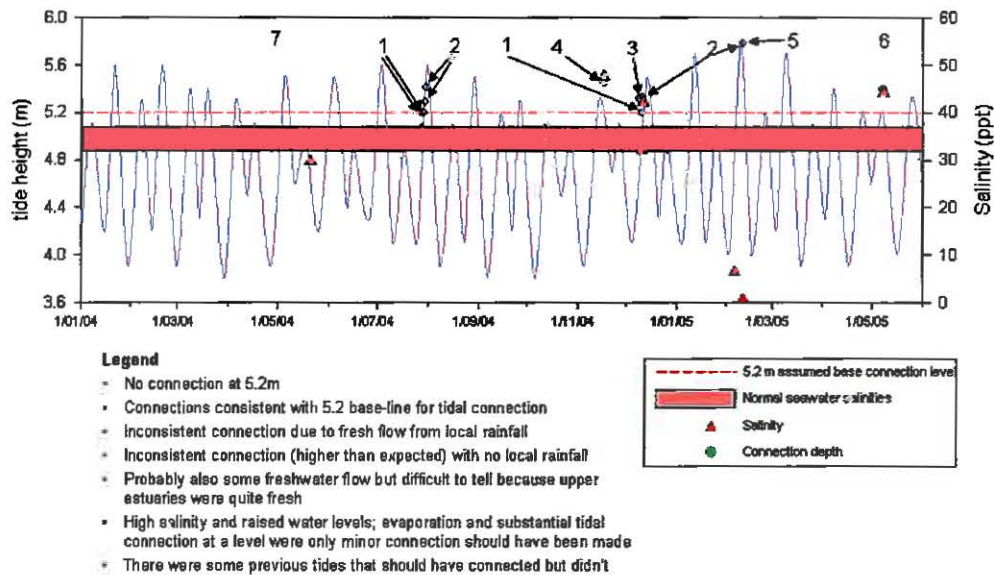 6.0
60
7
1
2
1
4
3
2
5
6
5.6
50
5.2
40
tide height (m)
4.8
30
Salinity (ppt)
4.4
20
4.0
10
3.6
0
1/01/04 1/03/04 1/05/04 1/07/04 1/09/04 1/11/04 1/01/05 1/03/05 1/05/05
Legend
No connection at 5.2m
Connections consistent with 5.2 base-line for tidal connection
Inconsistent connection due to fresh flow from local rainfall
Inconsistent connection (higher than expected) with no local rainfall
Probably also some freshwater flow but difficult to tell because upper
estuaries were quite fresh
High salinity and raised water levels; evaporation and substantial tidal
connection at a level were only minor connection should have been made
There were some previous tides that should have connected but didn't
5.2 m assumed base connection level
Normal seawater salinities
Salinity
Connection depth